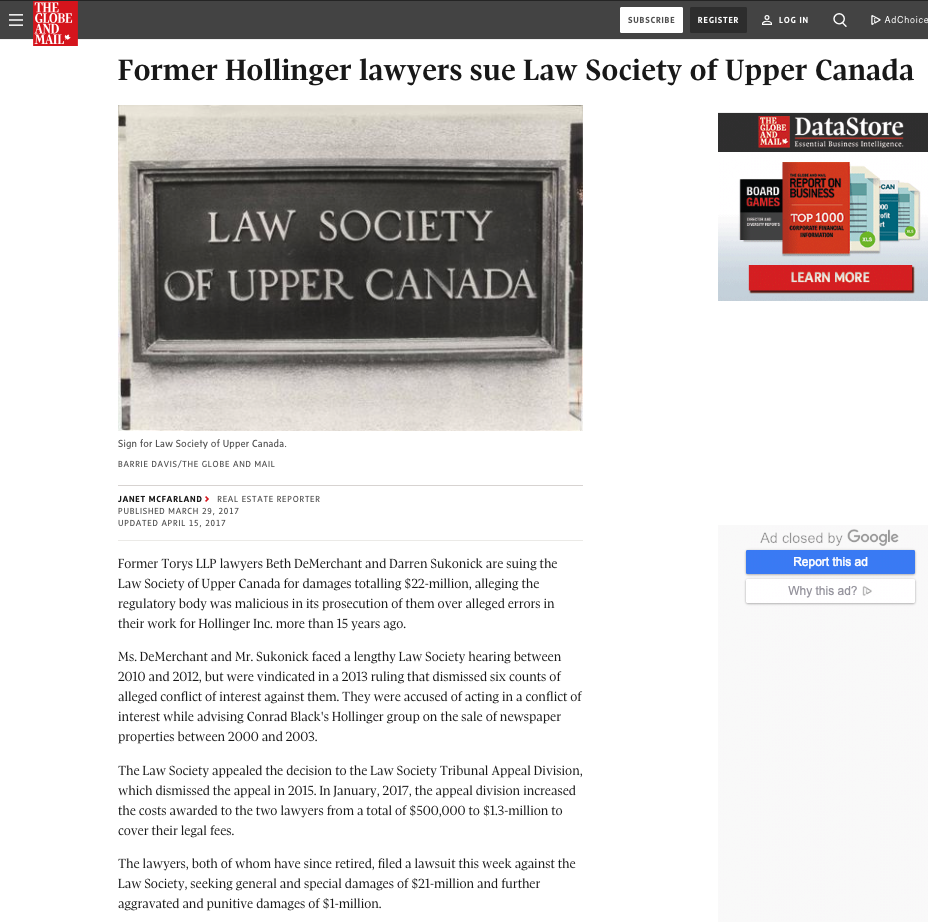 THE
GLOBE
AND
MAIL
SUBSCRIBE
REGISTER
LOG IN
AdChoice
Former Hollinger lawyers sue Law Society of Upper Canada
LAW SOCIETY
OF UPPER CANADA
Sign for Law Society of Upper Canada.
BARRIE DAVIS/THE GLOBE AND MAIL
JANET MCFARLAND REAL ESTATE REPORTER
PUBLISHED MARCH 29, 2017
UPDATED APRIL 15, 2017
Former Torys LLP lawyers Beth DeMerchant and Darren Sukonick are suing the
Law Society of Upper Canada for damages totalling $22-million, alleging the
regulatory body was malicious in its prosecution of them over alleged errors in
their work for Hollinger Inc. more than 15 years ago.
Ms. DeMerchant and Mr. Sukonick faced a lengthy Law Society hearing between
2010 and 2012, but were vindicated in a 2013 ruling that dismissed six counts of
alleged conflict of interest against them. They were accused of acting in a conflict of
interest while advising Conrad Black's Hollinger group on the sale of newspaper
properties between 2000 and 2003.
The Law Society appealed the decision to the Law Society Tribunal Appeal Division,
which dismissed the appeal in 2015. In January, 2017, the appeal division increased
the costs awarded to the two lawyers from a total of $500,000 to $1.3-million to
cover their legal fees.
The lawyers, both of whom have since retired, filed a lawsuit this week against the
Law Society, seeking general and special damages of $21-million and further
aggravated and punitive damages of $1-million.
THE
GLOBE
AND
MAIL
DataStore
Essential Business Intelligence.
BOARD
GAMES
DIRECTOR AND
DIVERSITY REPORTS
THE GLOBE AND MAIL
REPORT ON
BUSINESS
TOP 1000
CORPORATE FINANCIAL
INFORMATION
XLS
XLS
LEARN MORE
Ad closed by Google
Report this ad
Why this ad?